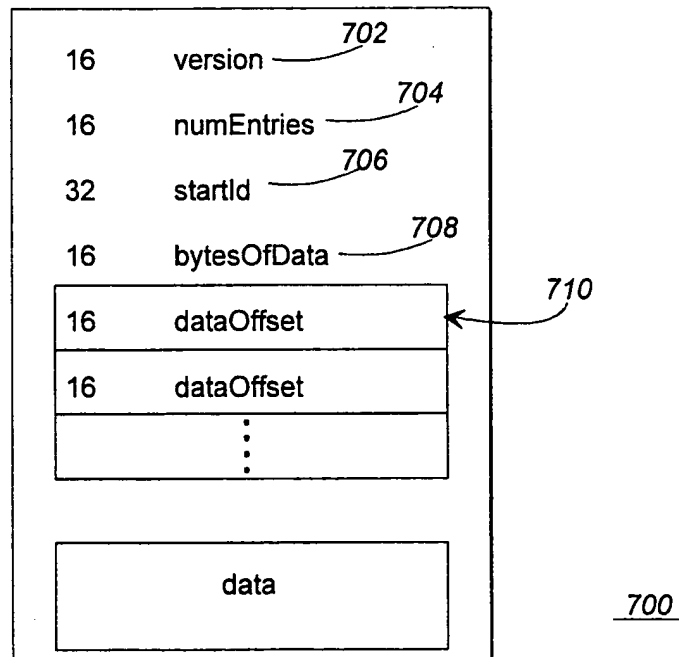 16 version 702
16 numEntries 704
32 startId 706
16 bytesOfData 708
16 dataOffset 710
16 dataOffset
data
700